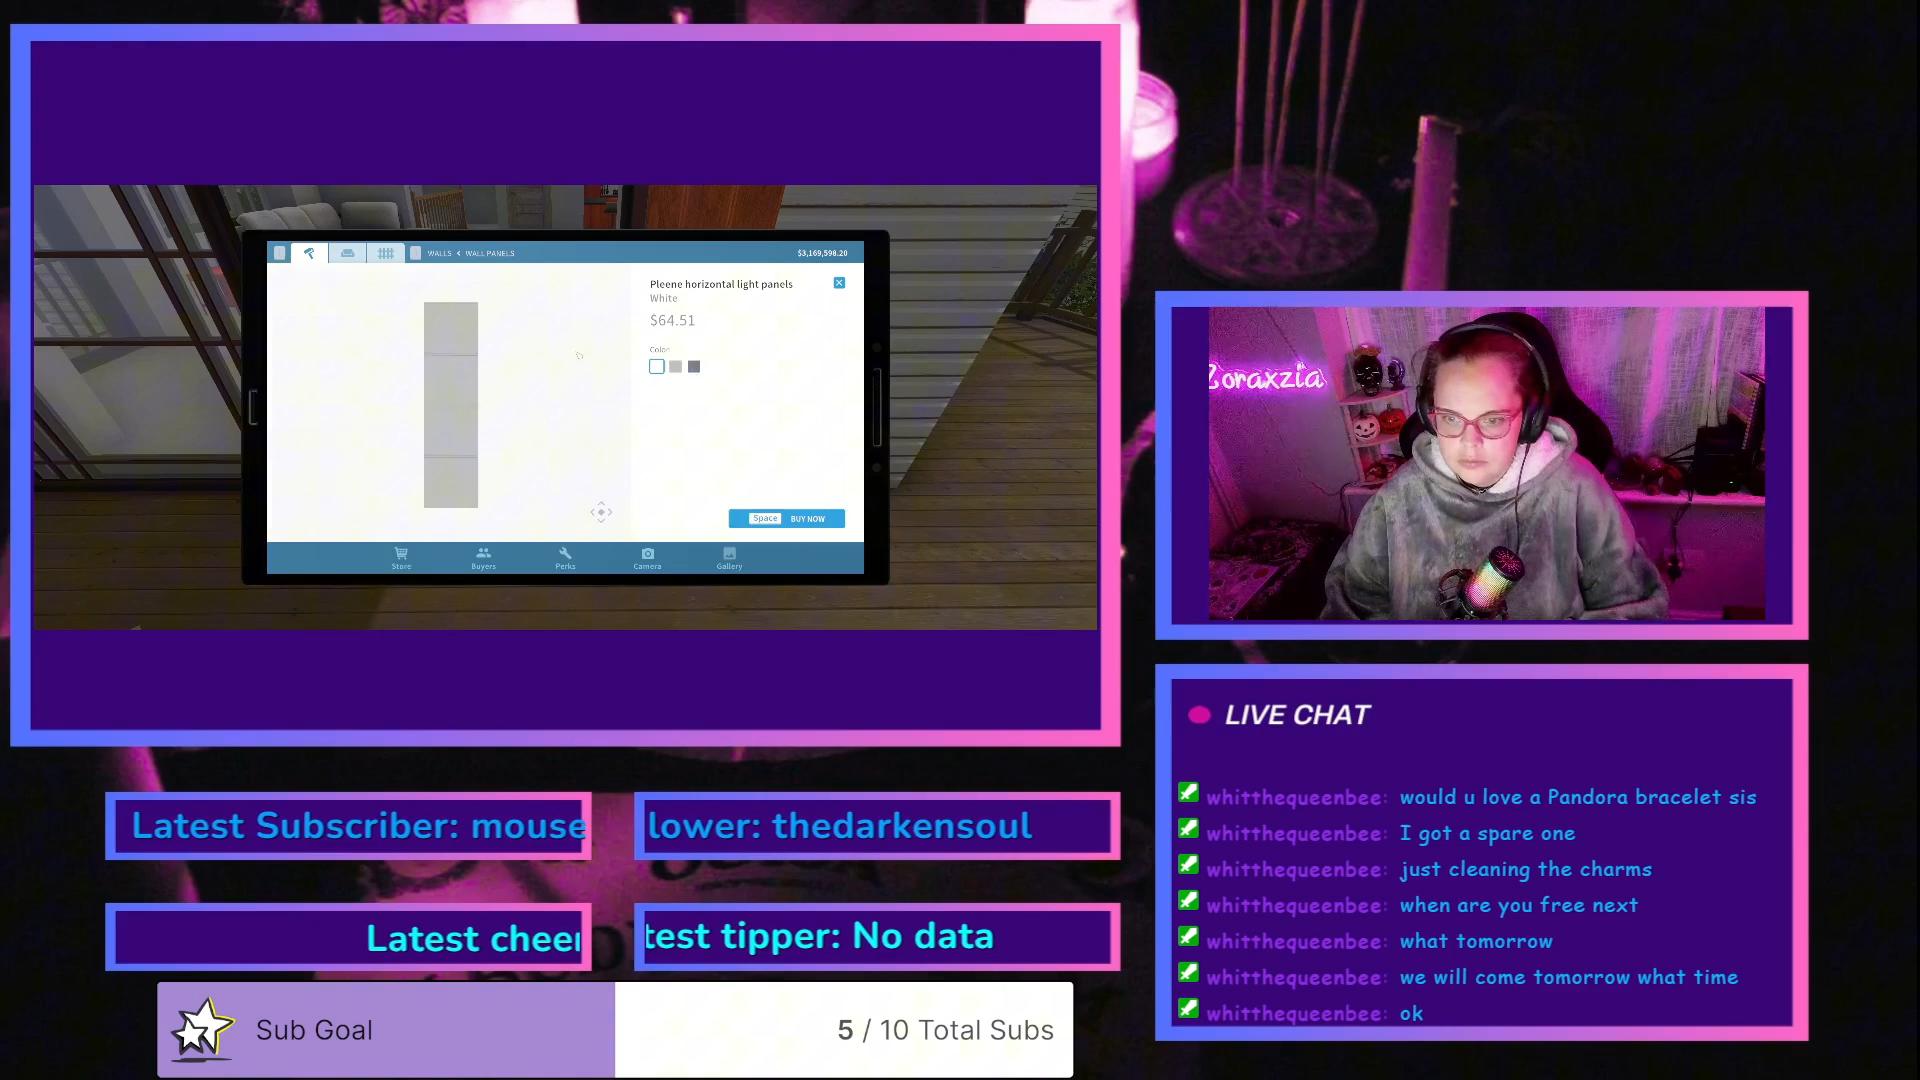 WALLS < WALL PANELS
$3,169,598.20
Pleene horizontal light panels
White
$64.51
Color:
Space BUY NOW
Store
Buyers
Perks
Camera
Gallery
Zoraxzia
LIVE CHAT
whitthequeenbee: would u love a Pandora bracelet sis
whitthequeenbee: I got a spare one
whitthequeenbee: just cleaning the charms
whitthequeenbee: when are you free next
whitthequeenbee: what tomorrow
whitthequeenbee: we will come tomorrow what time
whitthequeenbee: ok
Latest Subscriber: mouse
lower: thedarkensoul
Latest cheer
test tipper: No data
Sub Goal
5 / 10 Total Subs